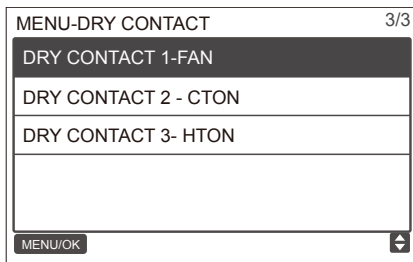 MENU-DRY CONTACT 3/3
DRY CONTACT 1-FAN
DRY CONTACT 2 - CTON
DRY CONTACT 3- HTON
MENU/OK